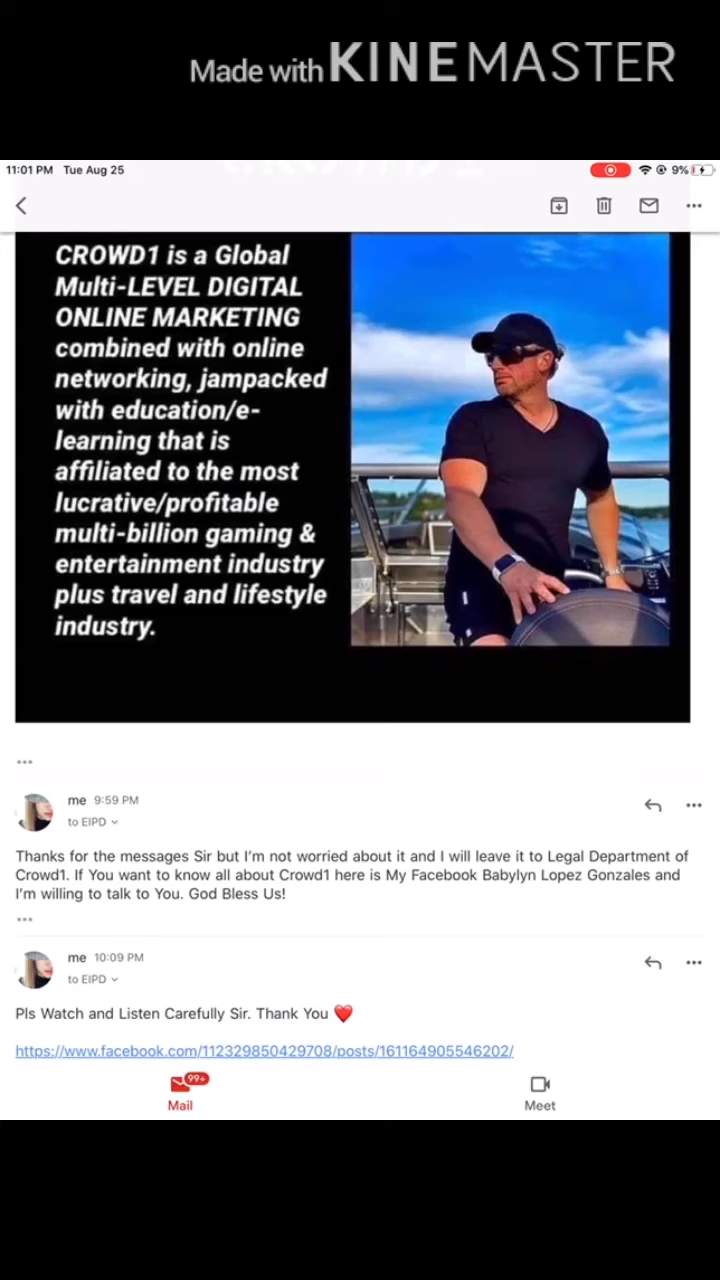 Made with KINEMASTER
11:01 PM Tue Aug 25
9%
CROWD1 is a Global
Multi-LEVEL DIGITAL
ONLINE MARKETING
combined with online
networking, jampacked
with education/e-
learning that is
affiliated to the most
lucrative/profitable
multi-billion gaming &
entertainment industry
plus travel and lifestyle
industry.
me 9:59 PM
to EIPD
Thanks for the messages Sir but I'm not worried about it and I will leave it to Legal Department of
Crowd1. If You want to know all about Crowd1 here is My Facebook Babylyn Lopez Gonzales and
I'm willing to talk to You. God Bless Us!
me 10:09 PM
to EIPD
Pls Watch and Listen Carefully Sir. Thank You ❤️
https://www.facebook.com/112329850429708/posts/161164905546202/
99+
Mail
Meet